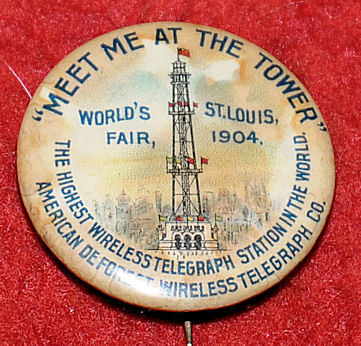 "MEET ME AT THE TOWER"
WORLD'S ST. LOUIS,
FAIR, 1904.
THE HIGHEST WIRELESS TELEGRAPH STATION IN THE WORLD.
AMERICAN DE FOREST WIRELESS TELEGRAPH CO.